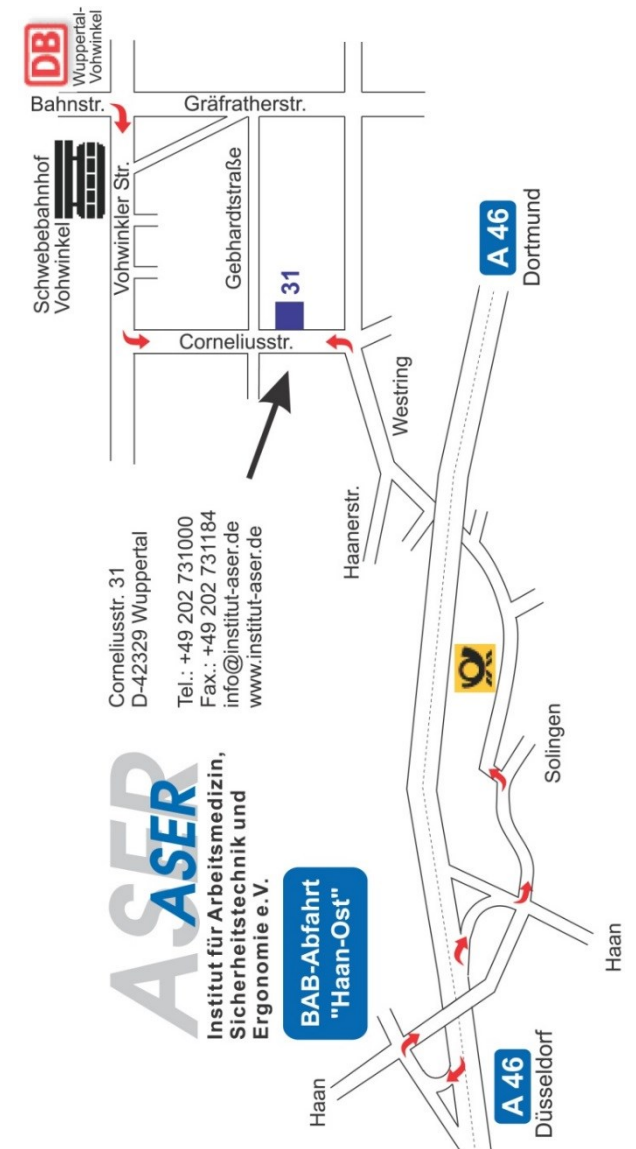 ASER
ASER
Institut für Arbeitsmedizin,
Sicherheitstechnik und
Ergonomie e.V.
Corneliusstr. 31
D-42329 Wuppertal
Tel.: +49 202 731000
Fax.: +49 202 731184
info@institut-aser.de
www.institut-aser.de
Schwebebahnhof
Vohwinkel
DB
Wuppertal-
Vohwinkel
Bahnstr.
Gräfratherstr.
Vohwinkler Str.
Gebhardtstraße
31
Corneliusstr.
Westring
Haanerstr.
A 46
Dortmund
Solingen
BAB-Abfahrt
"Haan-Ost"
Haan
Haan
A 46
Düsseldorf